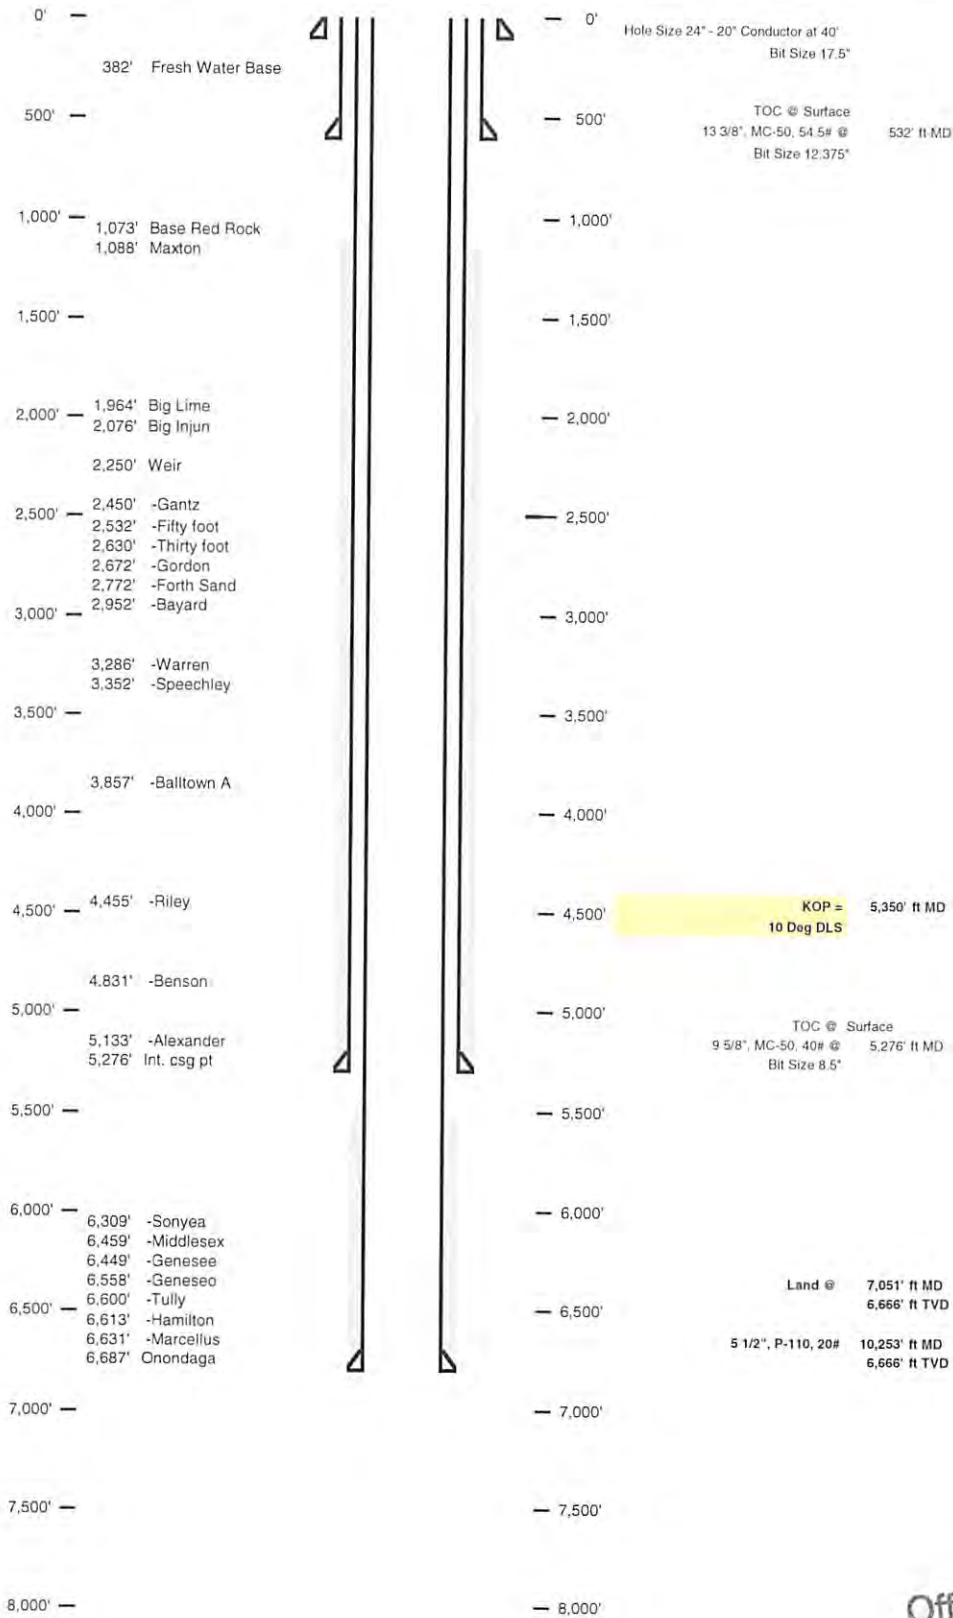 0' 0'
Hole Size 24" - 20" Conductor at 40'
Bit Size 17.5"
382' Fresh Water Base
500' 500'
TOC @ Surface
13 3/8", MC-50, 54.5# @ 532' ft MD
Bit Size 12.375"
1,000' 1,000'
1,073' Base Red Rock
1,088' Maxton
1,500' 1,500'
1,964' Big Lime
2,000' 2,000'
2,076' Big Injun
2,250' Weir
2,450' -Gantz
2,500' 2,500'
2,532' -Fifty foot
2,630' -Thirty foot
2,672' -Gordon
2,772' -Forth Sand
2,952' -Bayard
3,000' 3,000'
3,286' -Warren
3,352' -Speechley
3,500' 3,500'
3,857' -Balltown A
4,000' 4,000'
4,455' -Riley
4,500' 4,500'
KOP = 5,350' ft MD
10 Deg DLS
4.831' -Benson
5,000' 5,000'
5,133' -Alexander
5,276' Int. csg pt
TOC @ Surface
9 5/8", MC-50, 40# @ 5,276' ft MD
Bit Size 8.5"
5,500' 5,500'
6,000' 6,000'
6,309' -Sonyea
6,459' -Middlesex
6,449' -Genesee
6,558' -Geneseo
6,600' -Tully
6,500' 6,500'
6,613' -Hamilton
6,631' -Marcellus
6,687' Onondaga
Land @ 7,051' ft MD
6,666' ft TVD
5 1/2", P-110, 20# 10,253' ft MD
6,666' ft TVD
7,000' 7,000'
7,500' 7,500'
8,000' 8,000'